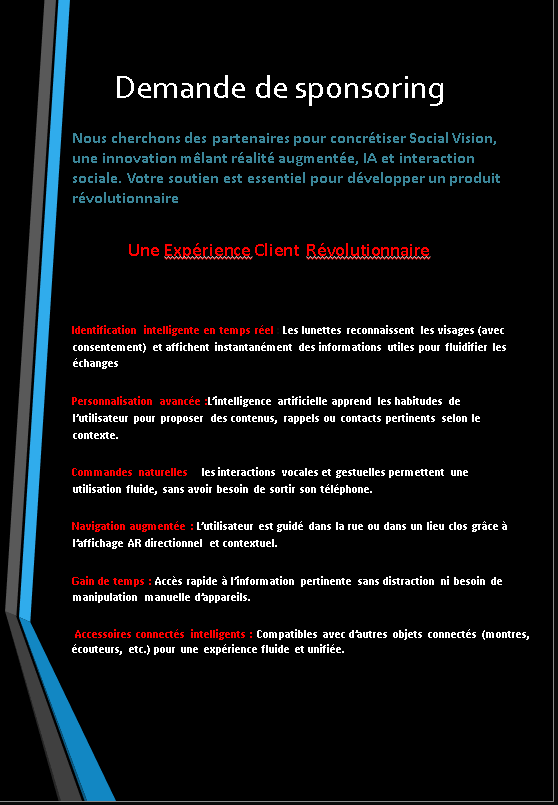 Demande de sponsoring
Nous cherchons des partenaires pour concrétiser Social Vision,
une innovation mêlant réalité augmentée, IA et interaction
sociale. Votre soutien est essentiel pour développer un produit
révolutionnaire
Une Expérience Client Révolutionnaire
Identification intelligente en temps réel Les lunettes reconnaissent les visages (avec
consentement) et affichent instantanément des informations utiles pour fluidifier les
échanges
Personnalisation avancée :L'intelligence artificielle apprend les habitudes de
l'utilisateur pour proposer des contenus, rappels ou contacts pertinents selon le
contexte.
Commandes naturelles les interactions vocales et gestuelles permettent une
utilisation fluide, sans avoir besoin de sortir son téléphone.
Navigation augmentée : L'utilisateur est guidé dans la rue ou dans un lieu clos grâce à
l'affichage AR directionnel et contextuel.
Gain de temps : Accès rapide à l'information pertinente sans distraction ni besoin de
manipulation manuelle d'appareils.
Accessoires connectés intelligents : Compatibles avec d'autres objets connectés (montres,
écouteurs, etc.) pour une expérience fluide et unifiée.